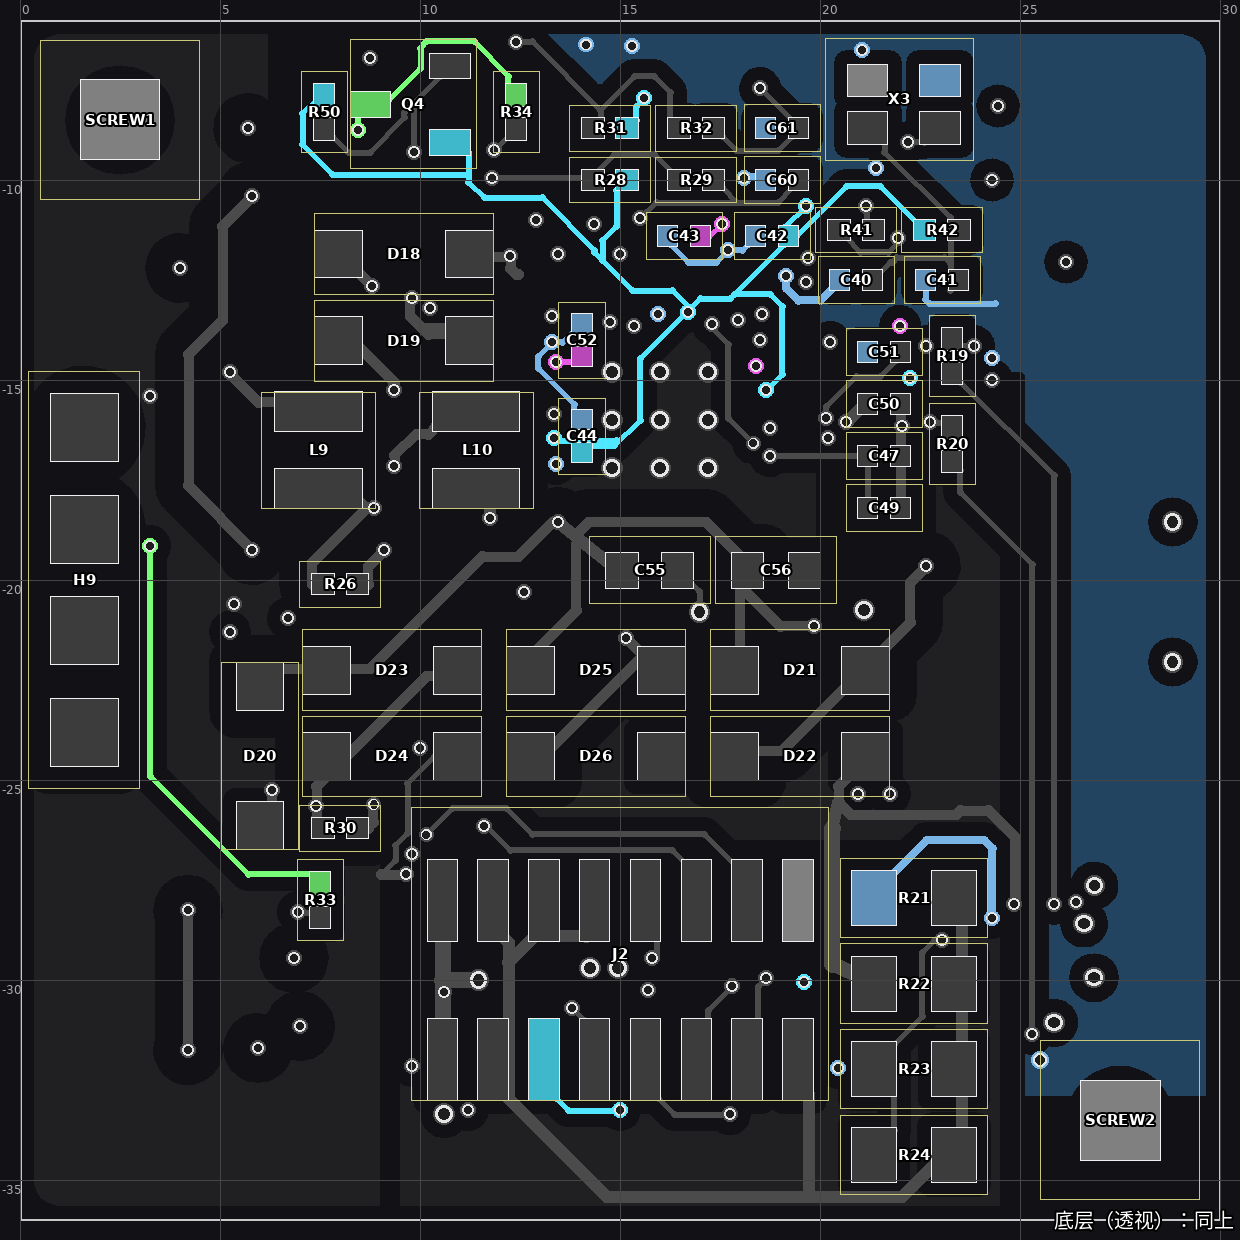 0 5 10 15 20 25 30
SCREW1 R50 Q4 R34 R31 R32 C61 X3
-10 R28 R29 C60
D18 C43 C42 R41 R42
C40 C41
D19 C52 C51 R19
-15 C50
L9 L10 C44 R20
C47
C49
H9 R26 C55 C56
-20
D23 D25 D21
D20 D24 D26 D22
-25
R30
R33 R21
J2
-30 R22
R23
SCREW2
R24
-35
底层（透视）：同上